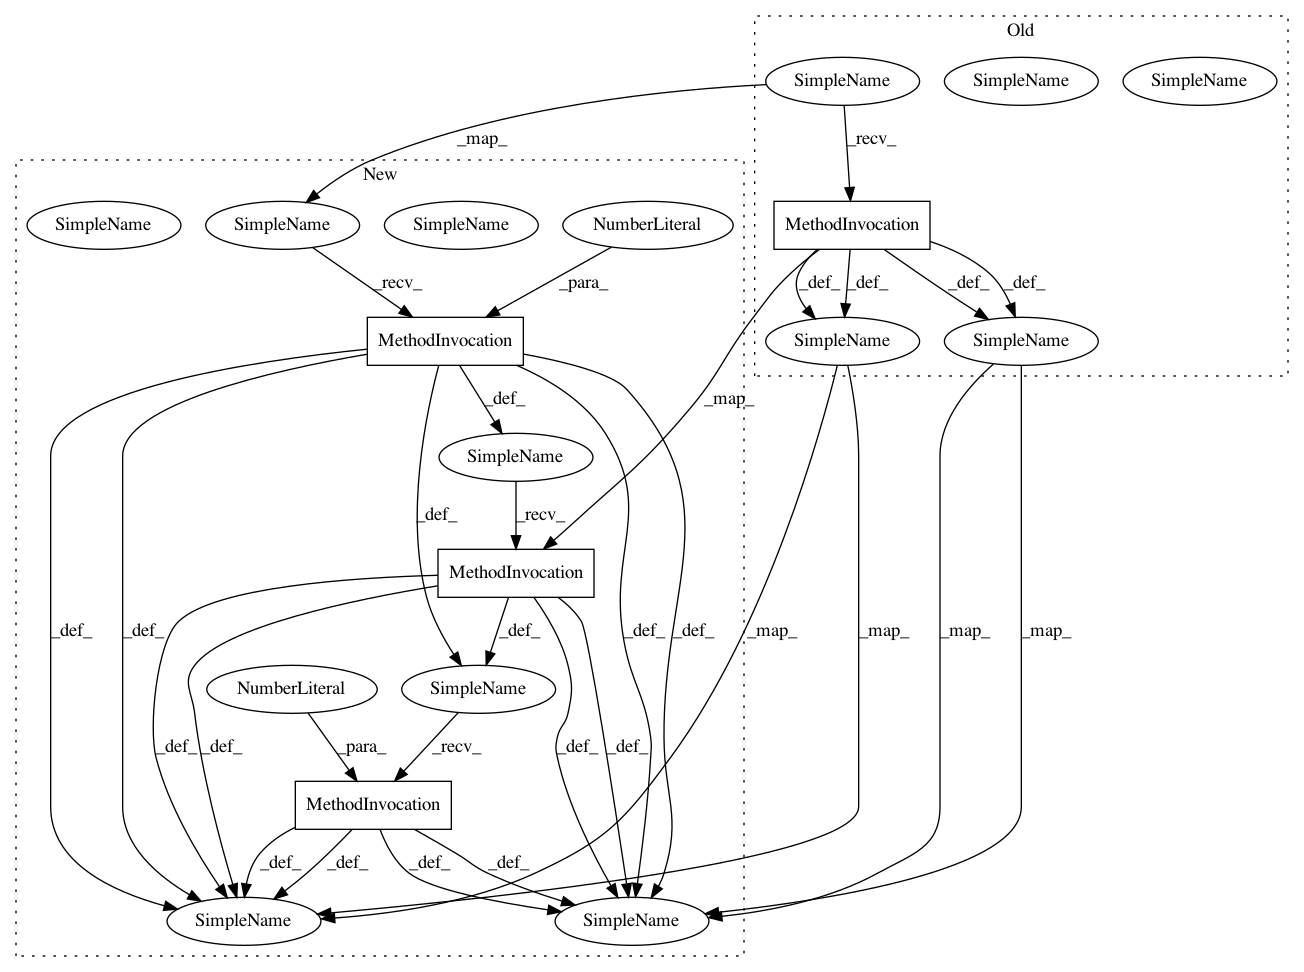 Old
SimpleName SimpleName SimpleName
_map_ _recv_
New
SimpleName SimpleName SimpleName NumberLiteral MethodInvocation
_recv_ _para_ _def_ _def_ _def_ _def_
MethodInvocation SimpleName SimpleName
_def_ _map_
SimpleName
_def_ _recv_
MethodInvocation
_def_ _def_ _def_ _def_ _def_ _map_ _map_ _map_ _map_
NumberLiteral SimpleName
_def_ _def_ _para_ _recv_ _def_ _def_
MethodInvocation
_def_ _def_ _def_ _def_
SimpleName SimpleName